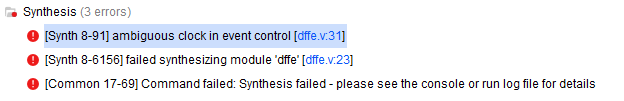 Synthesis (3 errors)
[Synth 8-91] ambiguous clock in event control [dffe.v:31]
[Synth 8-6156] failed synthesizing module 'dffe' [dffe.v:23]
[Common 17-69] Command failed: Synthesis failed - please see the console or run log file for details